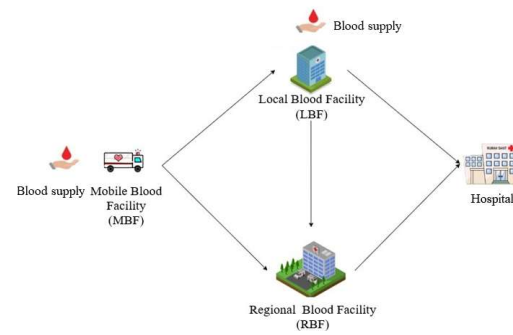 Blood supply
Local Blood Facility
(LBF)
Blood supply
Mobile Blood
Facility
(MBF)
Hospital
Regional Blood Facility
(RBF)